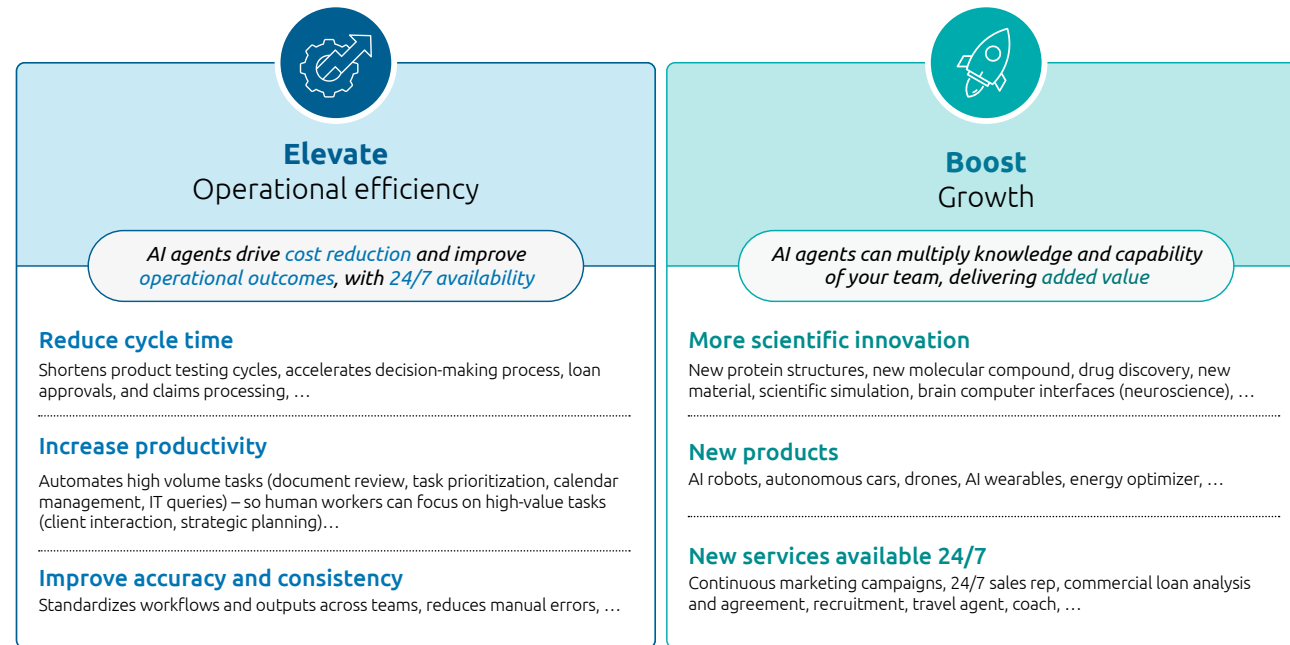 Elevate
Operational efficiency
AI agents drive cost reduction and improve
operational outcomes, with 24/7 availability
Reduce cycle time
Shortens product testing cycles, accelerates decision-making process, loan
approvals, and claims processing, …
Increase productivity
Automates high volume tasks (document review, task prioritization, calendar
management, IT queries) – so human workers can focus on high-value tasks
(client interaction, strategic planning)…
Improve accuracy and consistency
Standardizes workflows and outputs across teams, reduces manual errors, …
Boost
Growth
AI agents can multiply knowledge and capability
of your team, delivering added value
More scientific innovation
New protein structures, new molecular compound, drug discovery, new
material, scientific simulation, brain computer interfaces (neuroscience), …
New products
AI robots, autonomous cars, drones, AI wearables, energy optimizer, …
New services available 24/7
Continuous marketing campaigns, 24/7 sales rep, commercial loan analysis
and agreement, recruitment, travel agent, coach, …